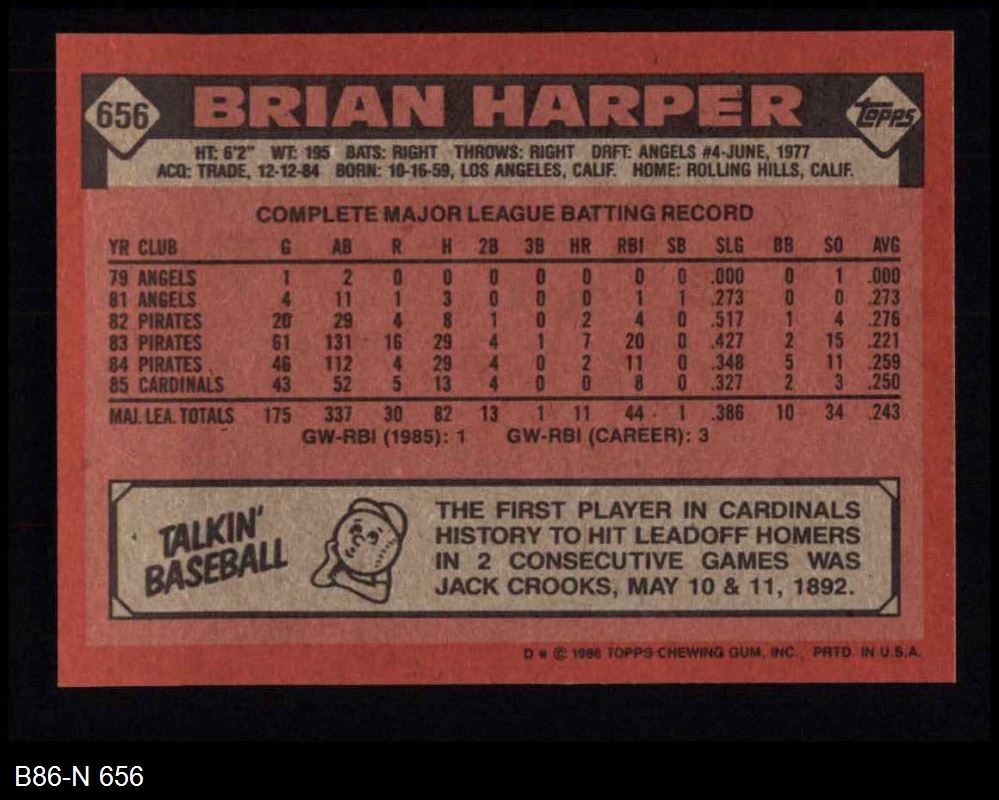 656 BRIAN HARPER Topps
HT: 6'2" WT: 195 BATS: RIGHT THROWS: RIGHT DRFT: ANGELS #4-JUNE, 1977
ACQ: TRADE, 12-12-84 BORN: 10-16-59, LOS ANGELES, CALIF. HOME: ROLLING HILLS, CALIF.
COMPLETE MAJOR LEAGUE BATTING RECORD
YR CLUB G AB R H 2B 3B HR RBI SB SLG BB SO AVG
79 ANGELS 1 2 0 0 0 0 0 0 0 .000 0 1 .000
81 ANGELS 4 11 1 3 0 0 0 1 1 .273 0 0 .273
82 PIRATES 20 29 4 8 1 0 2 4 0 .517 1 4 .276
83 PIRATES 61 131 16 29 4 1 7 20 0 .427 2 15 .221
84 PIRATES 46 112 4 29 4 0 2 11 0 .348 5 11 .259
85 CARDINALS 43 52 5 13 4 0 0 8 0 .327 2 3 .250
MAJ. LEA. TOTALS 175 337 30 82 13 1 11 44 1 .386 10 34 .243
GW-RBI (1985): 1 GW-RBI (CAREER): 3
TALKIN'
BASEBALL
THE FIRST PLAYER IN CARDINALS
HISTORY TO HIT LEADOFF HOMERS
IN 2 CONSECUTIVE GAMES WAS
JACK CROOKS, MAY 10 & 11, 1892.
D * © 1986 TOPPS CHEWING GUM, INC., PRTD. IN U.S.A.
B86-N 656